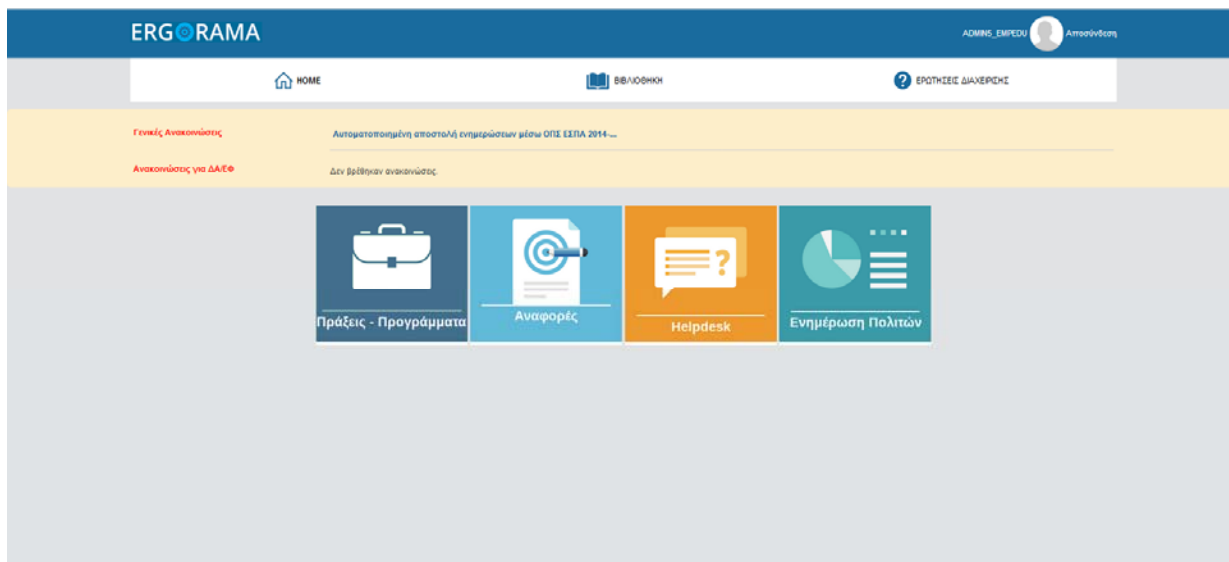 ERGORAMA
ADMINS_EMPEDU Αποσύνδεση
HOME ΒΙΒΛΙΟΘΗΚΗ ΕΡΩΤΗΣΕΙΣ ΔΙΑΧΕΙΡΙΣΗΣ
Γενικές Ανακοινώσεις Αυτοματοποιημένη αποστολή ενημερώσεων μέσω ΟΠΣ ΕΣΠΑ 2014-...
Ανακοινώσεις για ΔΑ/ΕΦ Δεν βρέθηκαν ανακοινώσεις.
Πράξεις - Προγράμματα
Αναφορές
Helpdesk
Ενημέρωση Πολιτών